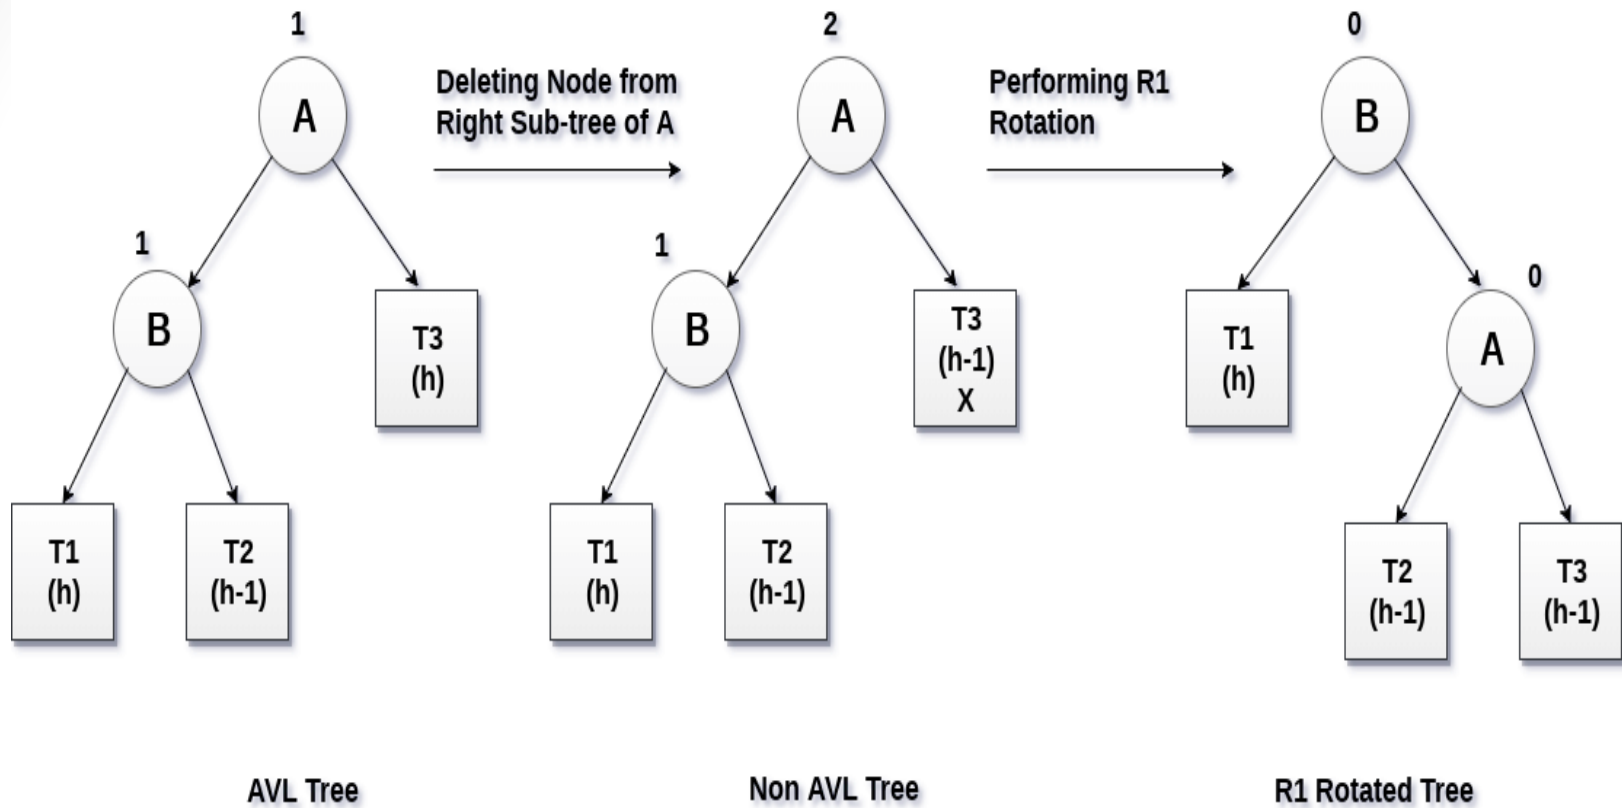 1
A
1
B
T3
(h)
T1
(h)
T2
(h-1)
AVL Tree
Deleting Node from
Right Sub-tree of A
2
A
1
B
T3
(h-1)
X
T1
(h)
T2
(h-1)
Non AVL Tree
Performing R1
Rotation
0
B
T1
(h)
0
A
T2
(h-1)
T3
(h-1)
R1 Rotated Tree